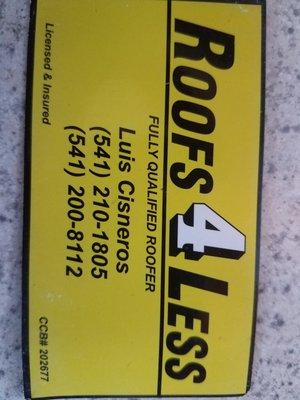 ROOFS 4 LESS
FULLY QUALIFIED ROOFER
Luis Cisneros
(541) 210-1805
(541) 200-8112
Licensed & Insured
CCB# 202677